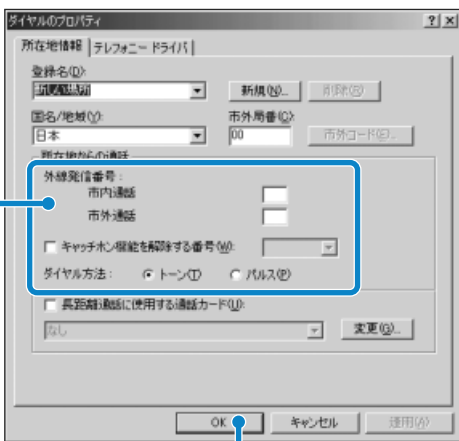 ダイヤルのプロパティ
所在地情報 テレフォニー ドライバ
登録名(D):
新しい場所 新規(N)... 削除(R)
国名/地域(Y): 市外局番(C):
日本 00 市外コード(E)...
所在地からの通話
外線発信番号:
市内通話
市外通話
キャッチホン機能を解除する番号(W):
ダイヤル方法: トーン(T) パルス(P)
長距離通話に使用する通話カード(U):
なし 変更(G)...
OK キャンセル 適用(A)